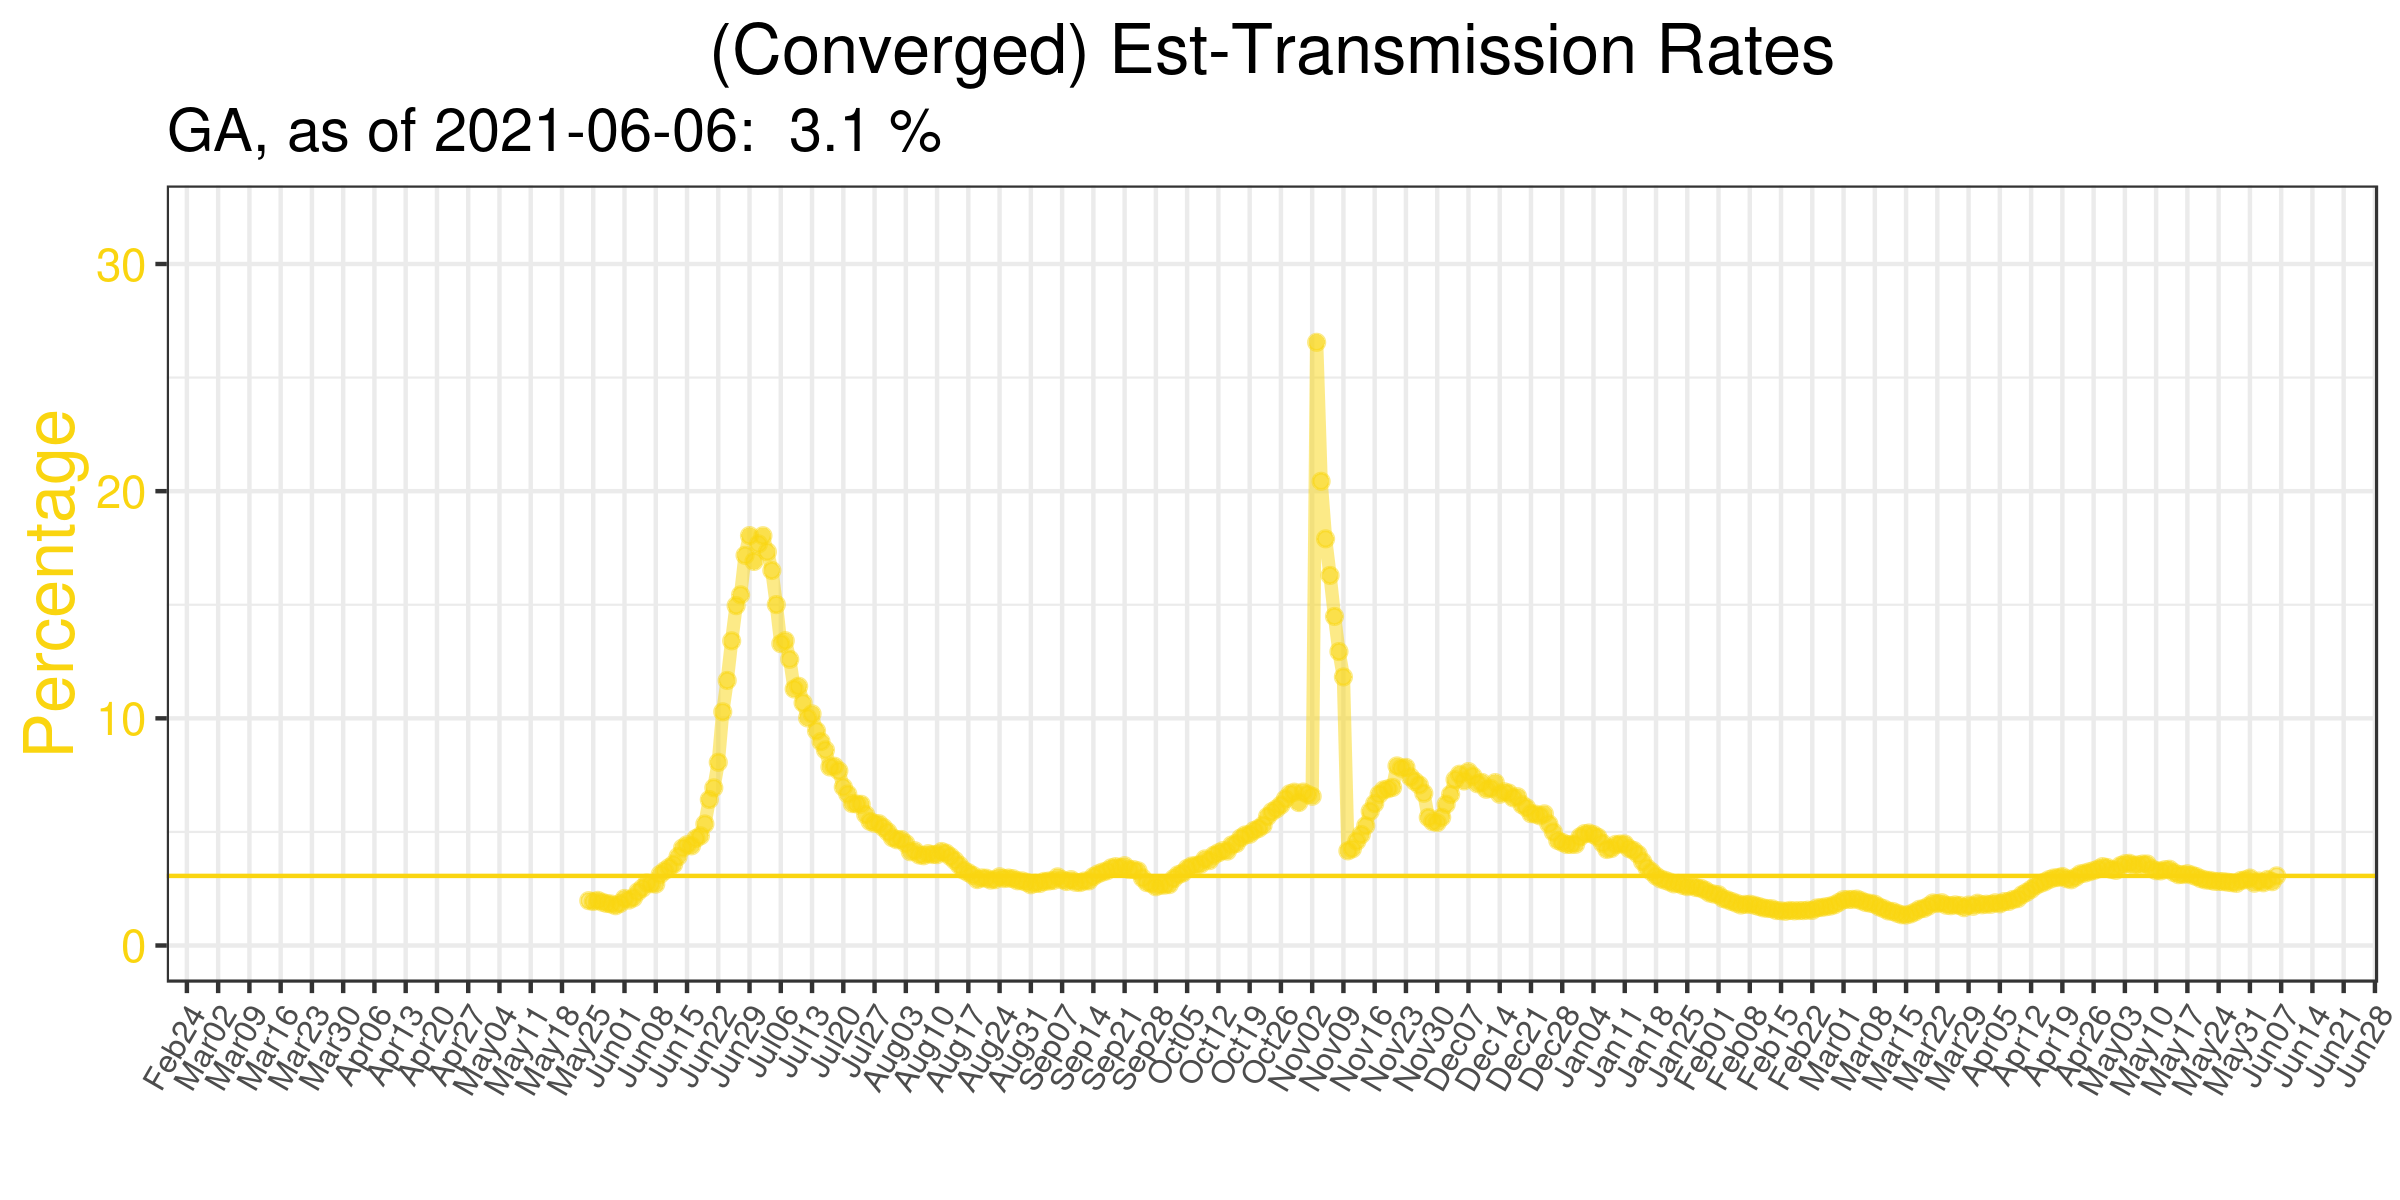 (Converged) Est-Transmission Rates
GA, as of 2021-06-06:  3.1 %
Percentage
30
20
10
0
Feb24
Mar02
Mar09
Mar16
Mar23
Mar30
Apr06
Apr13
Apr20
Apr27
May04
May11
May18
May25
Jun01
Jun08
Jun15
Jun22
Jun29
Jul06
Jul13
Jul20
Jul27
Aug03
Aug10
Aug17
Aug24
Aug31
Sep07
Sep14
Sep21
Sep28
Oct05
Oct12
Oct19
Oct26
Nov02
Nov09
Nov16
Nov23
Nov30
Dec07
Dec14
Dec21
Dec28
Jan04
Jan11
Jan18
Jan25
Feb01
Feb08
Feb15
Feb22
Mar01
Mar08
Mar15
Mar22
Mar29
Apr05
Apr12
Apr19
Apr26
May03
May10
May17
May24
May31
Jun07
Jun14
Jun21
Jun28